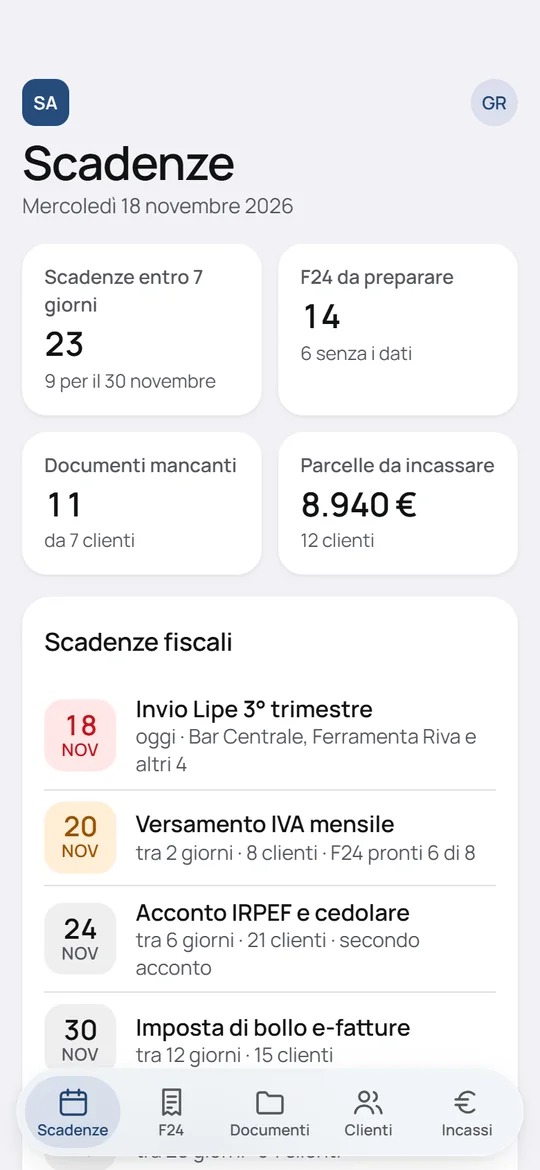 SA
GR
Scadenze
Mercoledì 18 novembre 2026
Scadenze entro 7
giorni
23
9 per il 30 novembre
F24 da preparare
14
6 senza i dati
Documenti mancanti
11
da 7 clienti
Parcelle da incassare
8.940 €
12 clienti
Scadenze fiscali
18
NOV
Invio Lipe 3° trimestre
oggi · Bar Centrale, Ferramenta Riva e
altri 4
20
NOV
Versamento IVA mensile
tra 2 giorni · 8 clienti · F24 pronti 6 di 8
24
NOV
Acconto IRPEF e cedolare
tra 6 giorni · 21 clienti · secondo
acconto
30
NOV
Imposta di bollo e-fatture
tra 12 giorni · 15 clienti
Scadenze
F24
Documenti
Clienti
Incassi